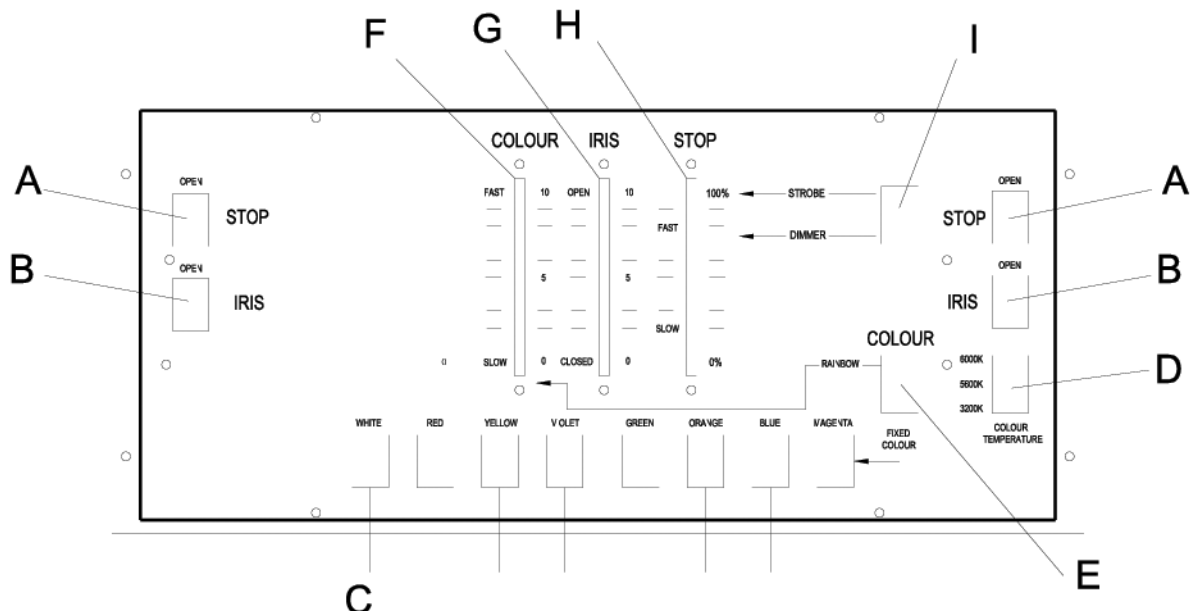 F G H I
COLOUR IRIS STOP
A OPEN FAST 10 OPEN 10 100% STROBE OPEN A
STOP STOP
FAST DIMMER
B OPEN OPEN B
IRIS 5 5 IRIS
SLOW
COLOUR
0 SLOW 0 CLOSED 0 0% RAINBOW 6000K D
5600K
3200K
WHITE RED YELLOW VIOLET GREEN ORANGE BLUE MAGENTA FIXED COLOUR
COLOUR TEMPERATURE
C E